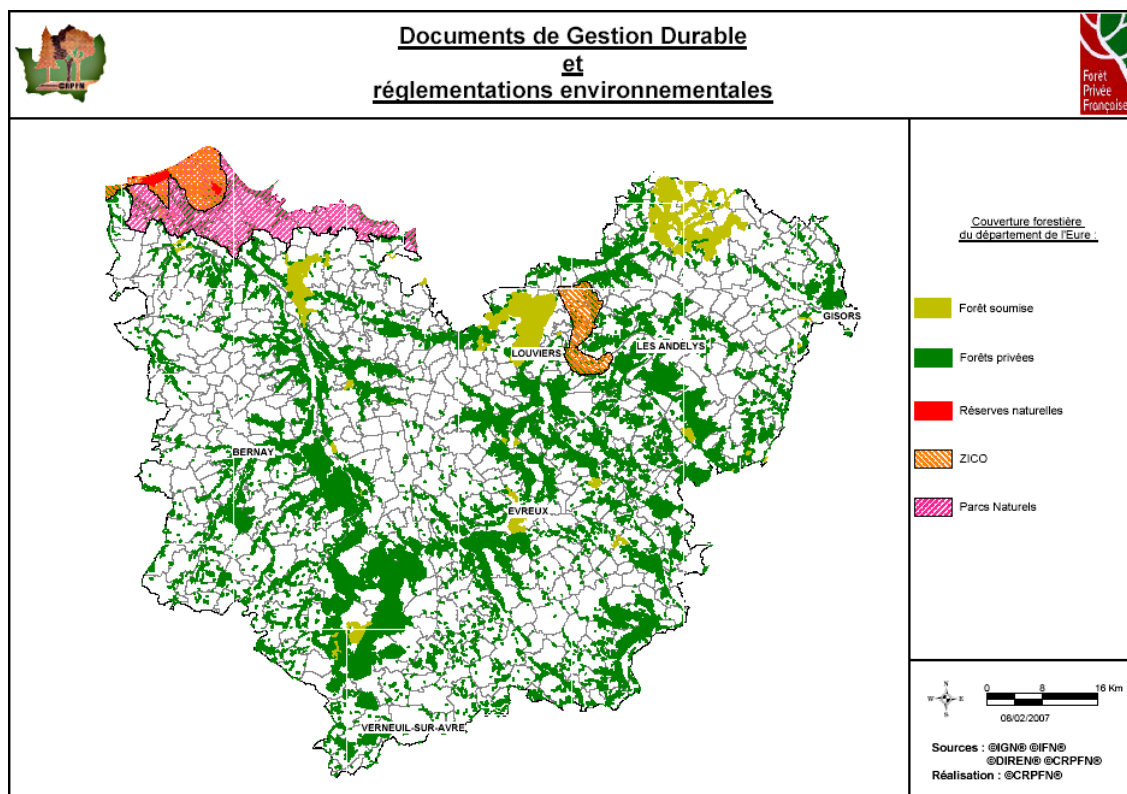 Documents de Gestion Durable
et
réglementations environnementales
CRPFN
Forêt
Privée
Française
Couverture forestière
du département de l'Eure :
Forêt soumise
Forêts privées
Réserves naturelles
ZICO
Parcs Naturels
GISORS
LES ANDELYS
LOUVIERS
BERNAY
EVREUX
VERNEUIL-SUR-AVRE
N
W E
S
0 8 16 Km
06/02/2007
Sources : ©IGN® ©IFN®
©DIREN® ©CRPFN®
Réalisation : ©CRPFN®